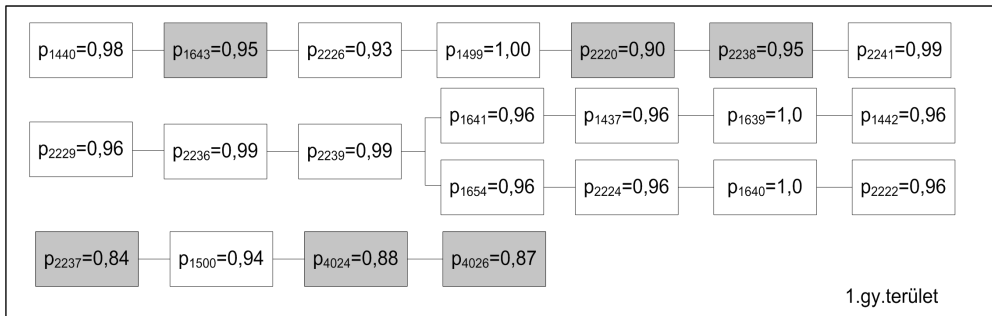 p1440=0,98 p1643=0,95 p2226=0,93 p1499=1,00 p2220=0,90 p2238=0,95 p2241=0,99
p1641=0,96 p1437=0,96 p1639=1,0 p1442=0,96
p2229=0,96 p2236=0,99 p2239=0,99
p1654=0,96 p2224=0,96 p1640=1,0 p2222=0,96
p2237=0,84 p1500=0,94 p4024=0,88 p4026=0,87
1.gy.terület